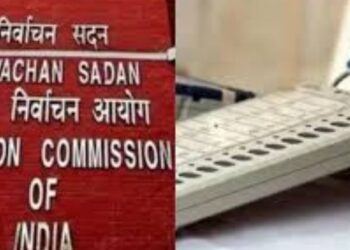 निर्वाचन सदन
VACHAN SADAN
निर्वाचन आयोग
ON COMMISSION
OF
INDIA